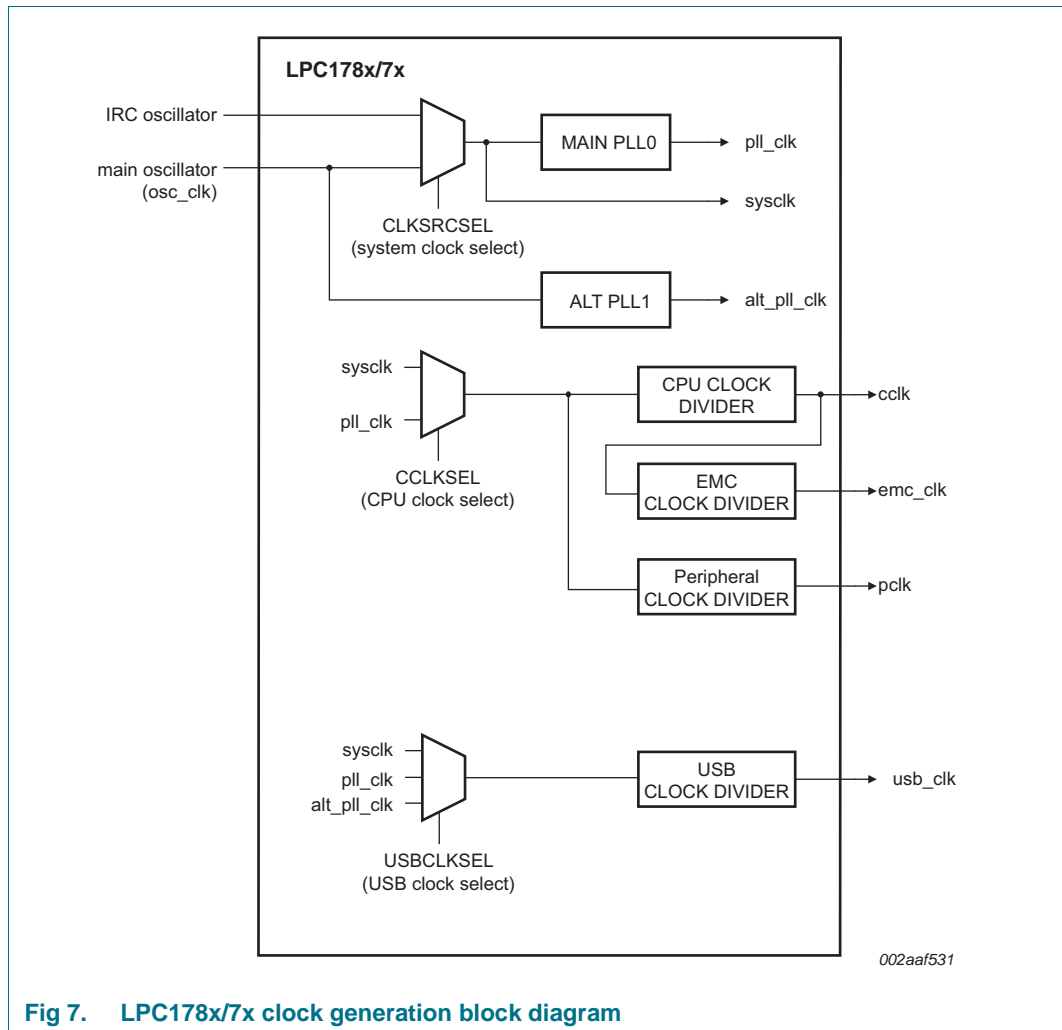 LPC178x/7x
IRC oscillator
main oscillator
(osc_clk)
CLKSRCSEL
(system clock select)
MAIN PLL0
pll_clk
sysclk
ALT PLL1
alt_pll_clk
sysclk
pll_clk
CCLKSEL
(CPU clock select)
CPU CLOCK
DIVIDER
cclk
EMC
CLOCK DIVIDER
emc_clk
Peripheral
CLOCK DIVIDER
pclk
sysclk
pll_clk
alt_pll_clk
USBCLKSEL
(USB clock select)
USB
CLOCK DIVIDER
usb_clk
002aaf531
Fig 7. LPC178x/7x clock generation block diagram